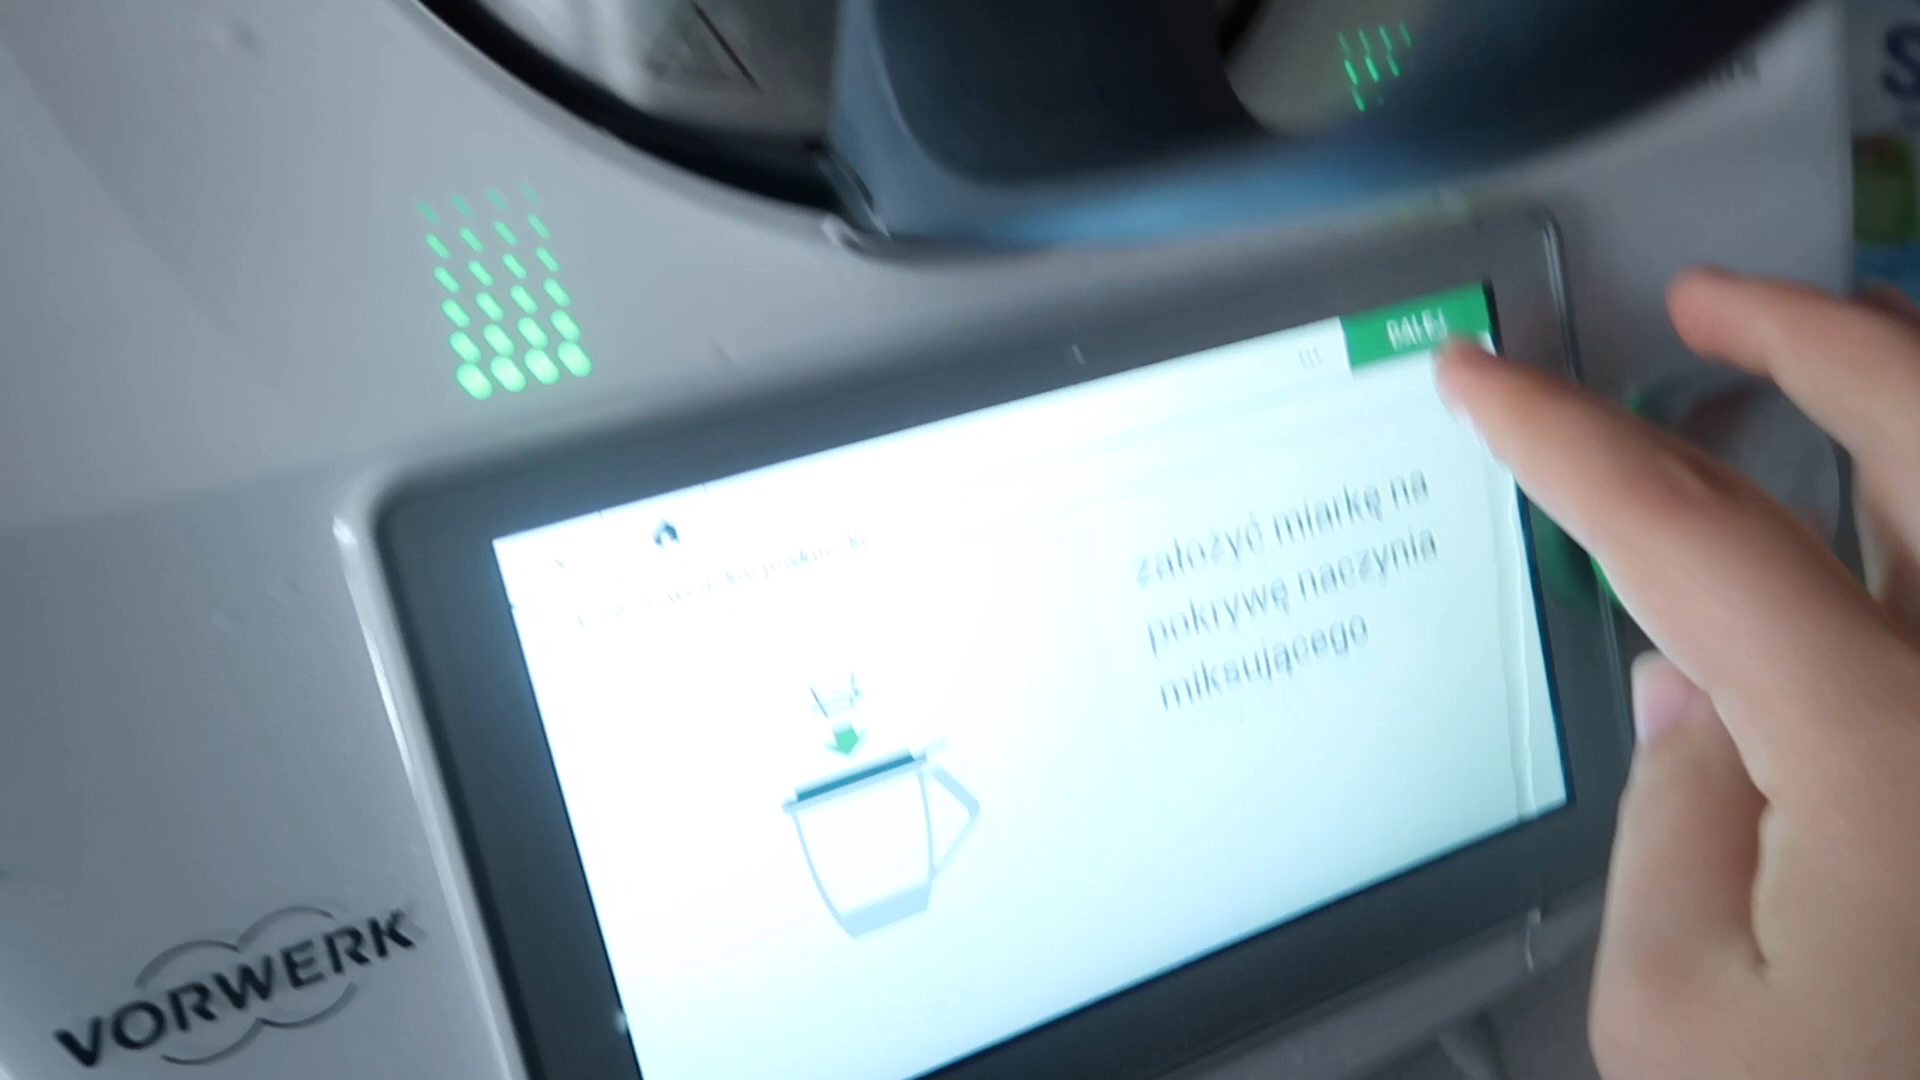 DALEJ
założyć miarkę na
pokrywę naczynia
miksującego
VORWERK